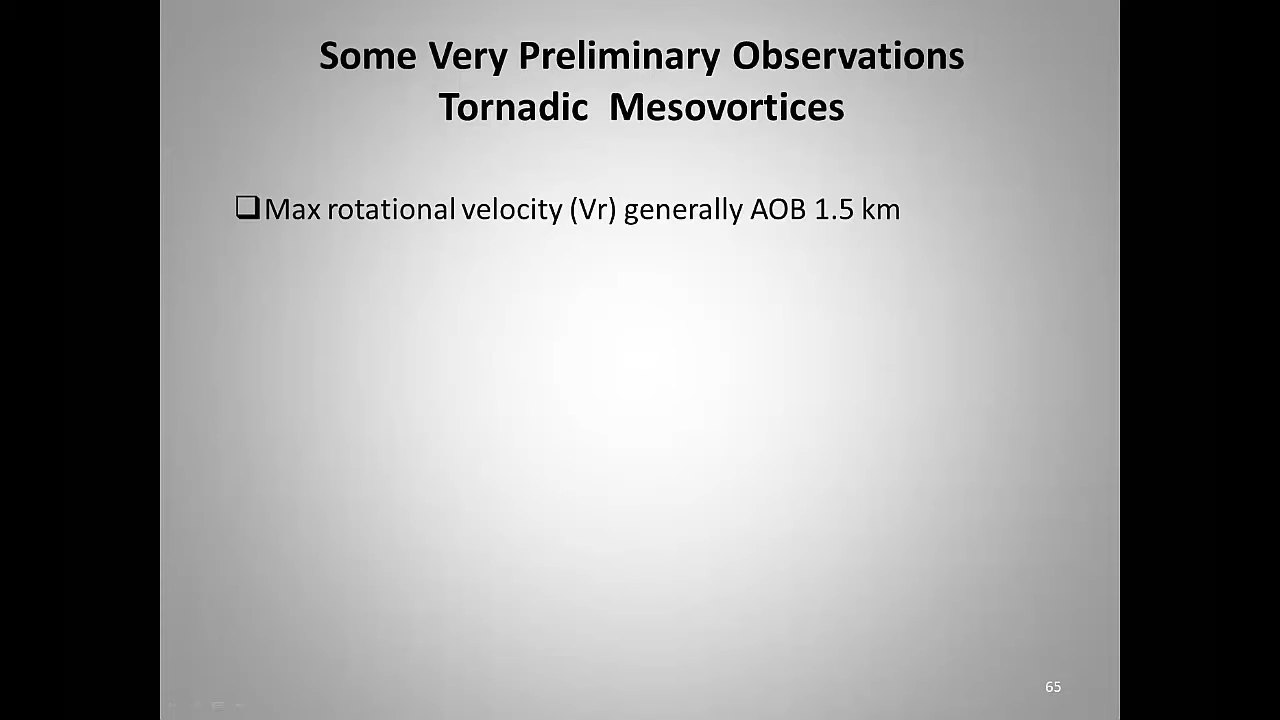 Some Very Preliminary Observations
Tornadic Mesovortices
❑Max rotational velocity (Vr) generally AOB 1.5 km
65